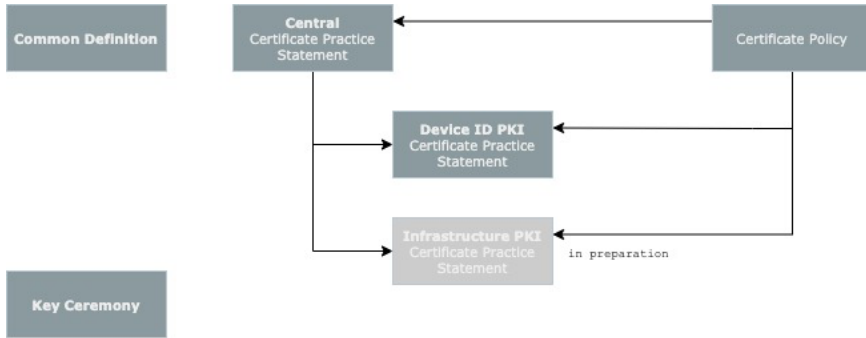 Common Definition
Central
Certificate Practice
Statement
Certificate Policy
Device ID PKI
Certificate Practice
Statement
Infrastructure PKI
Certificate Practice
Statement
in preparation
Key Ceremony